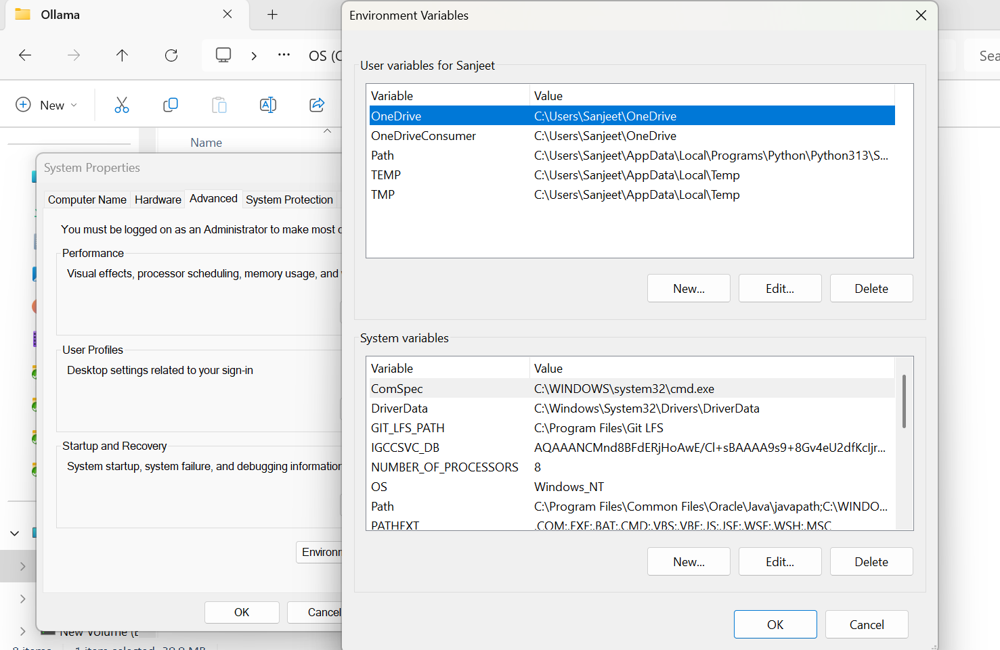 Ollama
OS (C
New
Sea
Name
System Properties
Computer Name Hardware Advanced System Protection
You must be logged on as an Administrator to make most
Performance
Visual effects, processor scheduling, memory usage, and
User Profiles
Desktop settings related to your sign-in
Startup and Recovery
System startup, system failure, and debugging information
Environ
OK Cancel
New Volume (E
8 items 1 item selected 39.9 MB
Environment Variables
User variables for Sanjeet
Variable Value
OneDrive C:\Users\Sanjeet\OneDrive
OneDriveConsumer C:\Users\Sanjeet\OneDrive
Path C:\Users\Sanjeet\AppData\Local\Programs\Python\Python313\S...
TEMP C:\Users\Sanjeet\AppData\Local\Temp
TMP C:\Users\Sanjeet\AppData\Local\Temp
New... Edit... Delete
System variables
Variable Value
ComSpec C:\WINDOWS\system32\cmd.exe
DriverData C:\Windows\System32\Drivers\DriverData
GIT_LFS_PATH C:\Program Files\Git LFS
IGCCSVC_DB AQAAANCMnd8BFdERjHoAwE/Cl+sBAAAA9s9+8Gv4eU2dfKcljr...
NUMBER_OF_PROCESSORS 8
OS Windows_NT
Path C:\Program Files\Common Files\Oracle\Java\javapath;C:\WINDO...
PATHEXT .COM;.EXE;.BAT;.CMD;.VBS;.VBE;.JS;.JSE;.WSF;.WSH;.MSC
New... Edit... Delete
OK Cancel